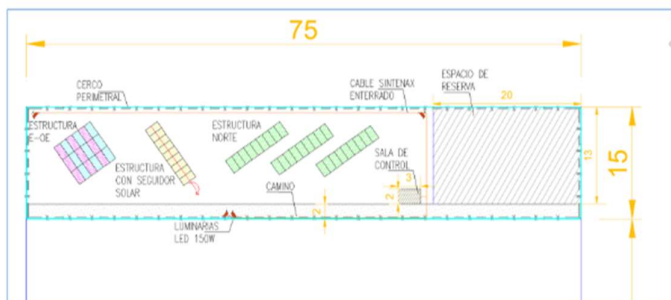 75
CERCO
PERIMETRAL
CABLE SINTENAX
ENTERRADO
ESPACIO DE
RESERVA
20
ESTRUCTURA
E-OE
ESTRUCTURA
CON SEGUIDOR
SOLAR
ESTRUCTURA
NORTE
SALA DE
CONTROL
3
2
13
15
CAMINO
2
LUMINARIAS
LED 150W